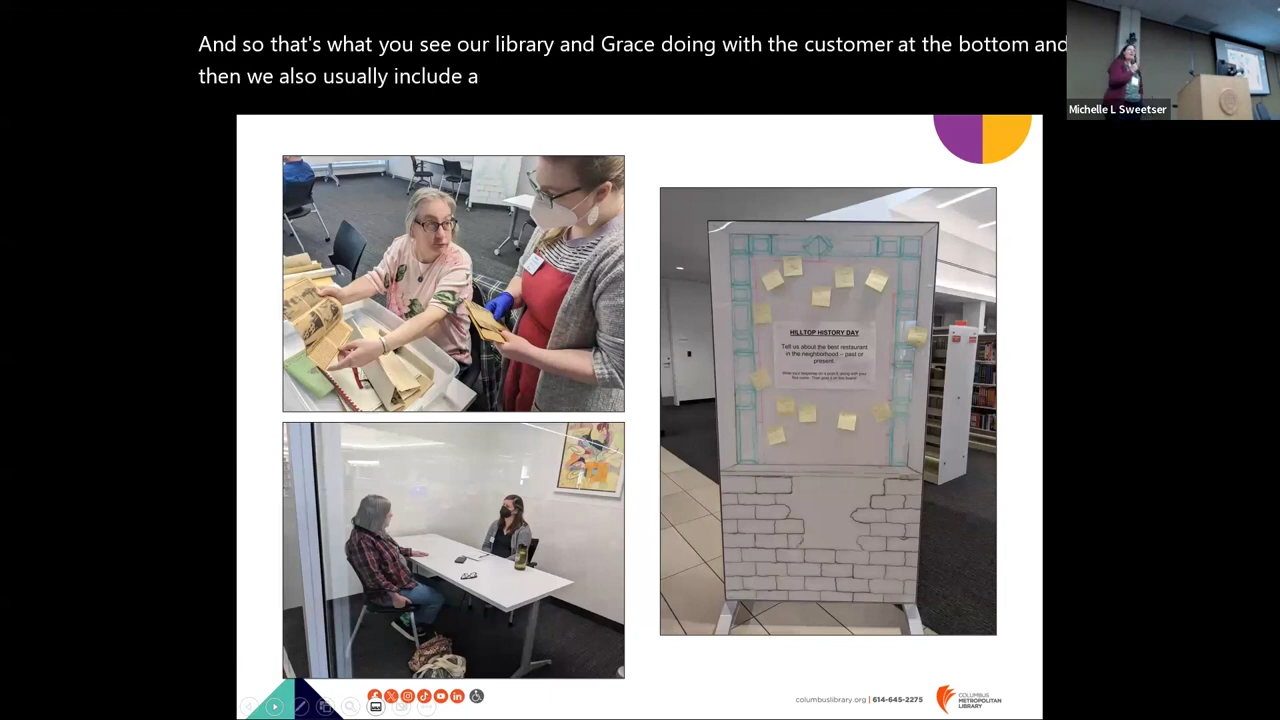 And so that's what you see our library and Grace doing with the customer at the bottom and
then we also usually include a
Michelle L Sweetser
HILLTOP HISTORY DAY
Tell us about the best restaurant
in the neighborhood – past or
present.
columbuslibrary.org | 614-645-2275
COLUMBUS
METROPOLITAN
LIBRARY